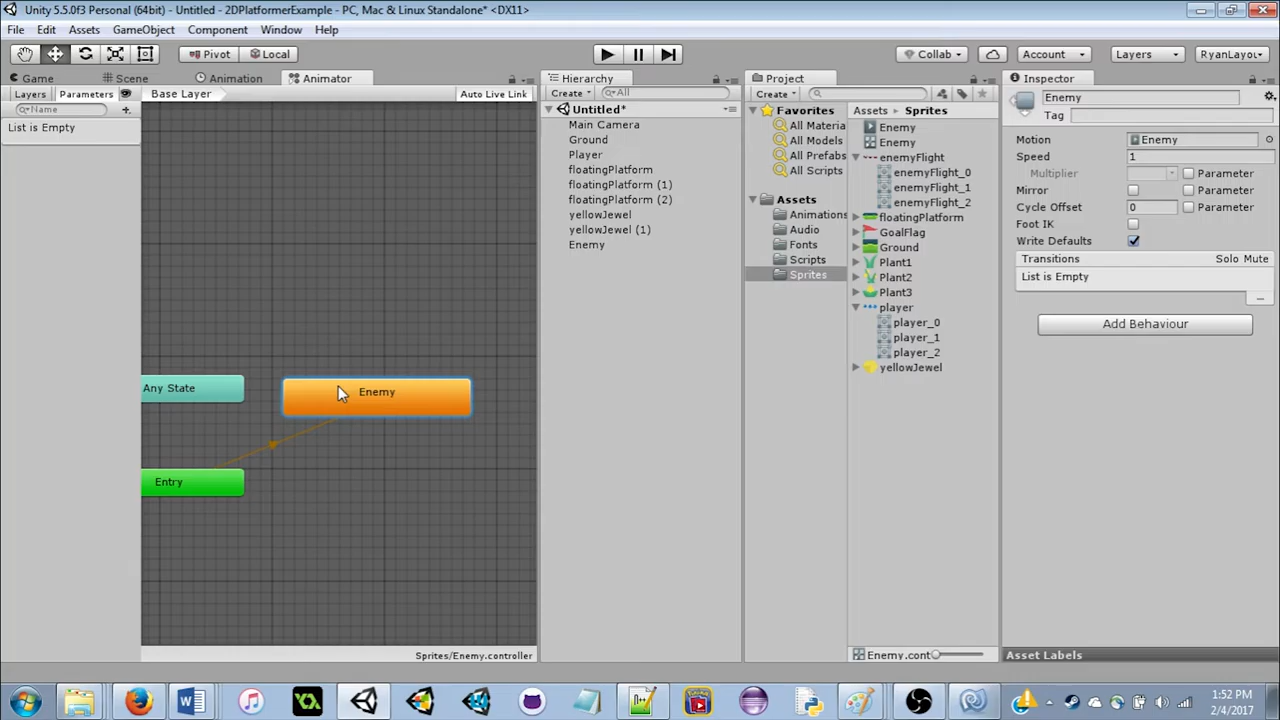 Unity 5.5.0f3 Personal (64bit) - Untitled - 2DPlatformerExample - PC, Mac & Linux Standalone* <DX11>
File Edit Assets GameObject Component Window Help
Pivot Local Collab Account Layers RyanLayou
Game Scene Animation Animator
Layers Parameters Base Layer Auto Live Link
Name
List is Empty
Any State
Enemy
Entry
Sprites/Enemy.controller
Hierarchy
Create All
Untitled*
Main Camera
Ground
Player
floatingPlatform
floatingPlatform (1)
floatingPlatform (2)
yellowJewel
yellowJewel (1)
Enemy
Project
Create
Favorites
All Materia
All Models
All Prefabs
All Scripts
Assets
Animations
Audio
Fonts
Scripts
Sprites
Assets Sprites
Enemy
Enemy
enemyFlight
enemyFlight_0
enemyFlight_1
enemyFlight_2
floatingPlatform
GoalFlag
Ground
Plant1
Plant2
Plant3
player
player_0
player_1
player_2
yellowJewel
Enemy.cont
Inspector
Enemy
Tag
Motion Enemy
Speed 1
Multiplier Parameter
Mirror Parameter
Cycle Offset 0 Parameter
Foot IK
Write Defaults
Transitions Solo Mute
List is Empty
Add Behaviour
Asset Labels
1:52 PM
2/4/2017